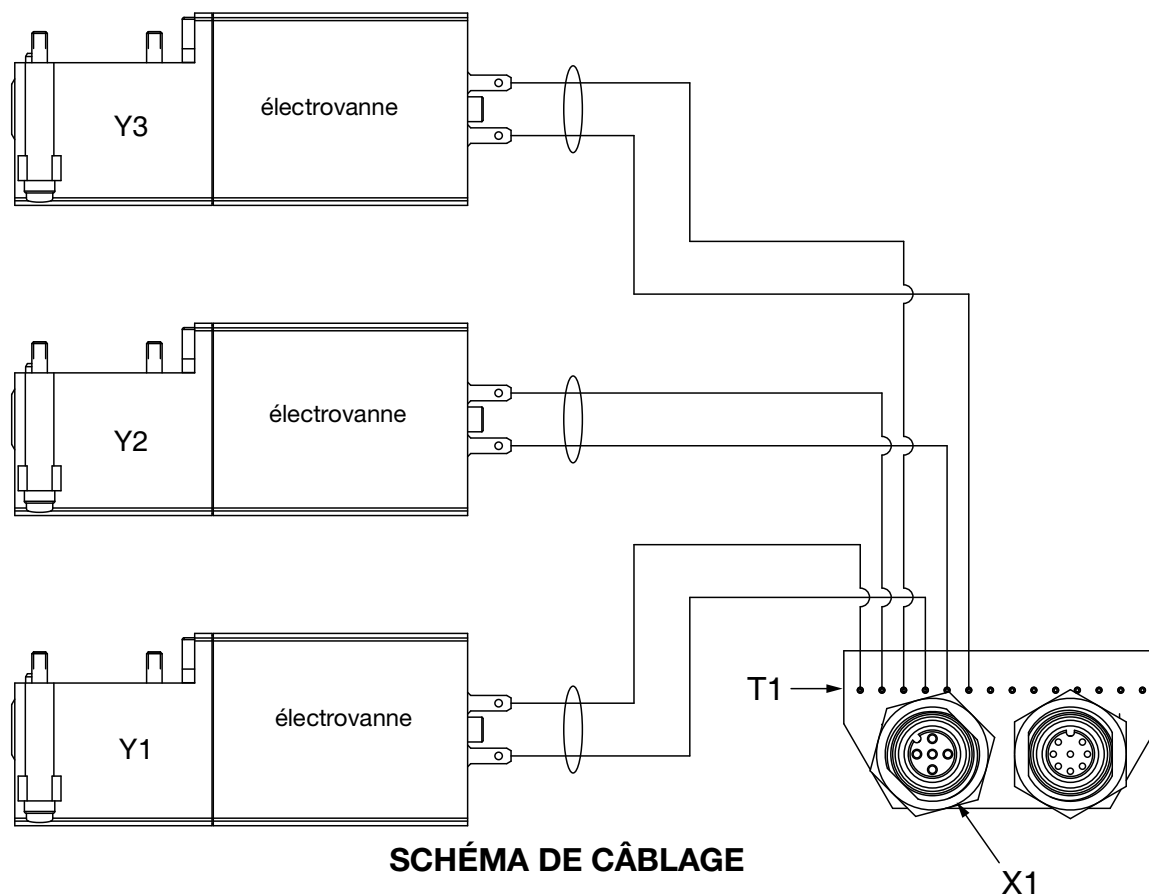 électrovanne
Y3
électrovanne
Y2
T1
électrovanne
Y1
SCHÉMA DE CÂBLAGE
X1